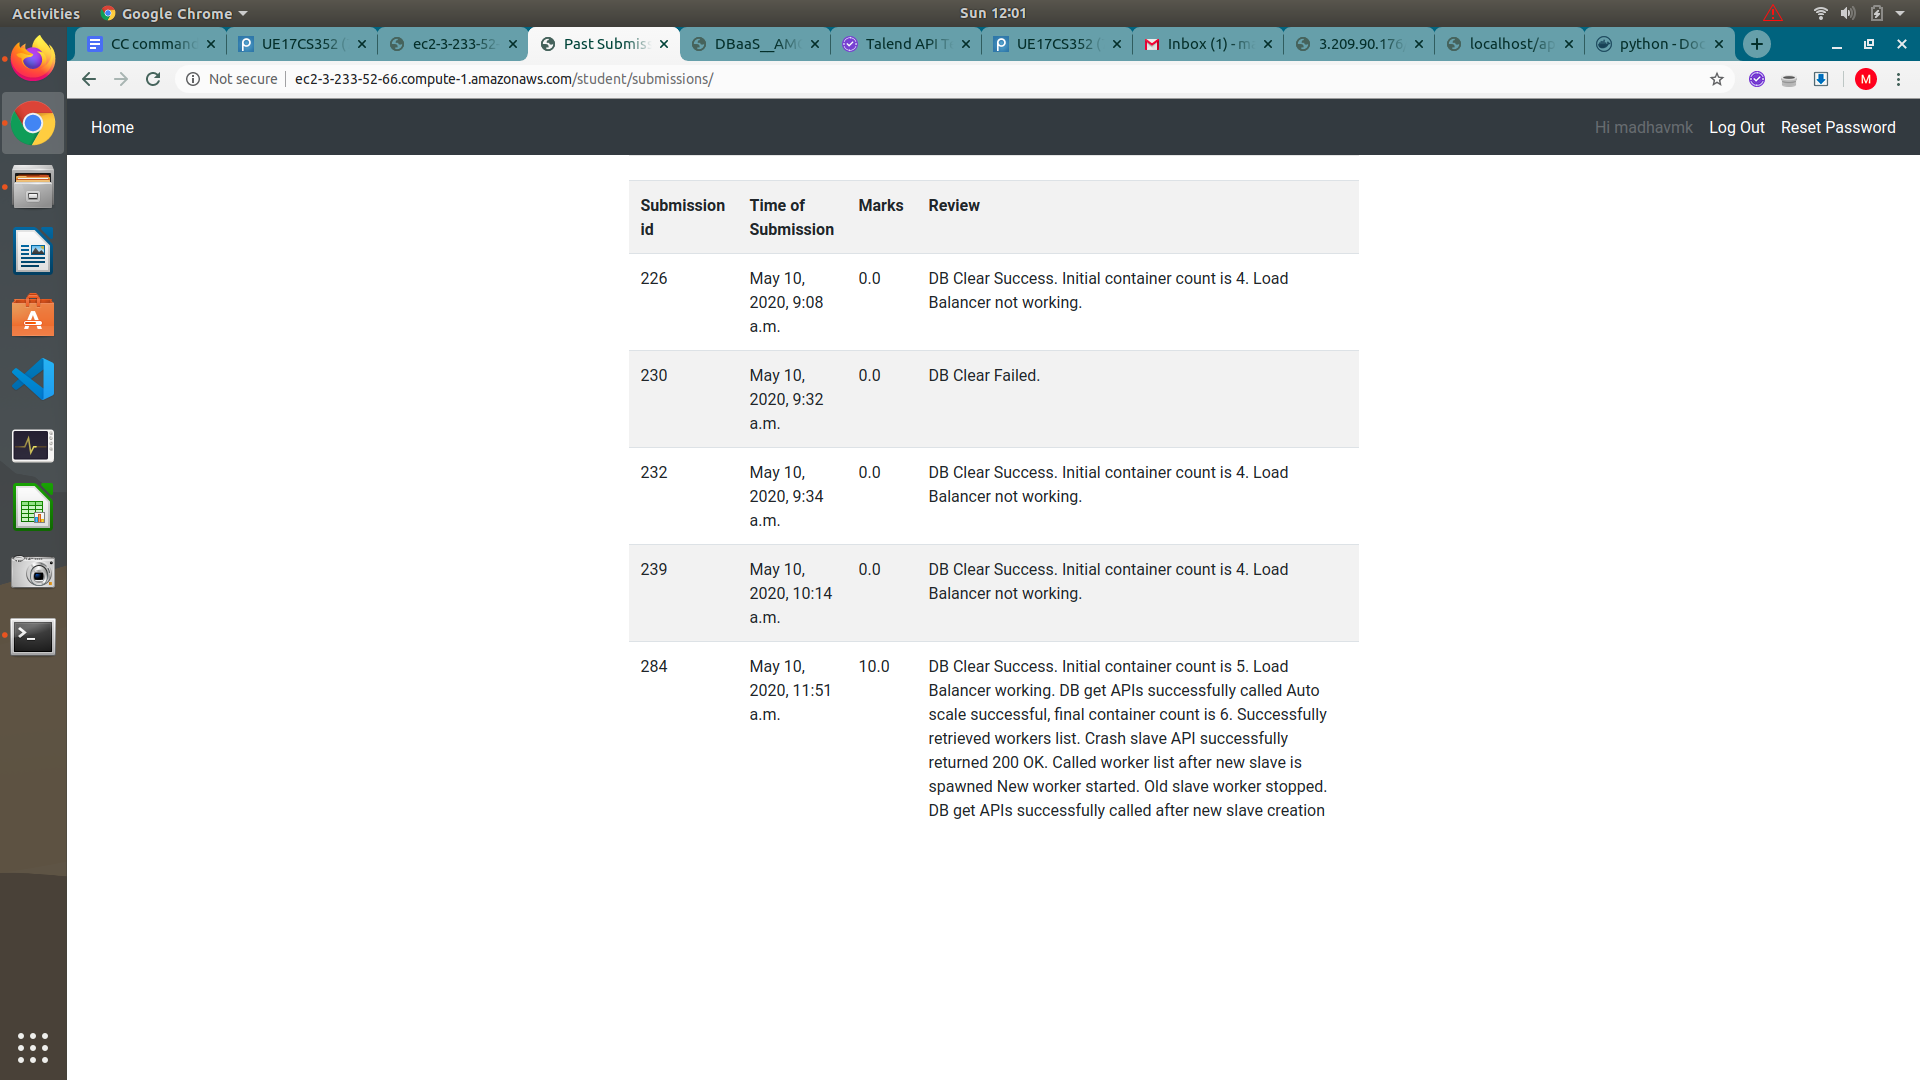 Activities Google Chrome Sun 12:01
CC comman UE17CS352 ( ec2-3-233-52- Past Submis DBaaS__AM Talend API T UE17CS352 ( Inbox (1) - m 3.209.90.176 localhost/ap python - Doc
Not secure ec2-3-233-52-66.compute-1.amazonaws.com/student/submissions/ M
Home Hi madhavmk Log Out Reset Password
Submission id Time of Submission Marks Review
226 May 10, 0.0 DB Clear Success. Initial container count is 4. Load
2020, 9:08 Balancer not working.
a.m.
230 May 10, 0.0 DB Clear Failed.
2020, 9:32
a.m.
232 May 10, 0.0 DB Clear Success. Initial container count is 4. Load
2020, 9:34 Balancer not working.
a.m.
239 May 10, 0.0 DB Clear Success. Initial container count is 4. Load
2020, 10:14 Balancer not working.
a.m.
284 May 10, 10.0 DB Clear Success. Initial container count is 5. Load
2020, 11:51 Balancer working. DB get APIs successfully called Auto
a.m. scale successful, final container count is 6. Successfully
retrieved workers list. Crash slave API successfully
returned 200 OK. Called worker list after new slave is
spawned New worker started. Old slave worker stopped.
DB get APIs successfully called after new slave creation